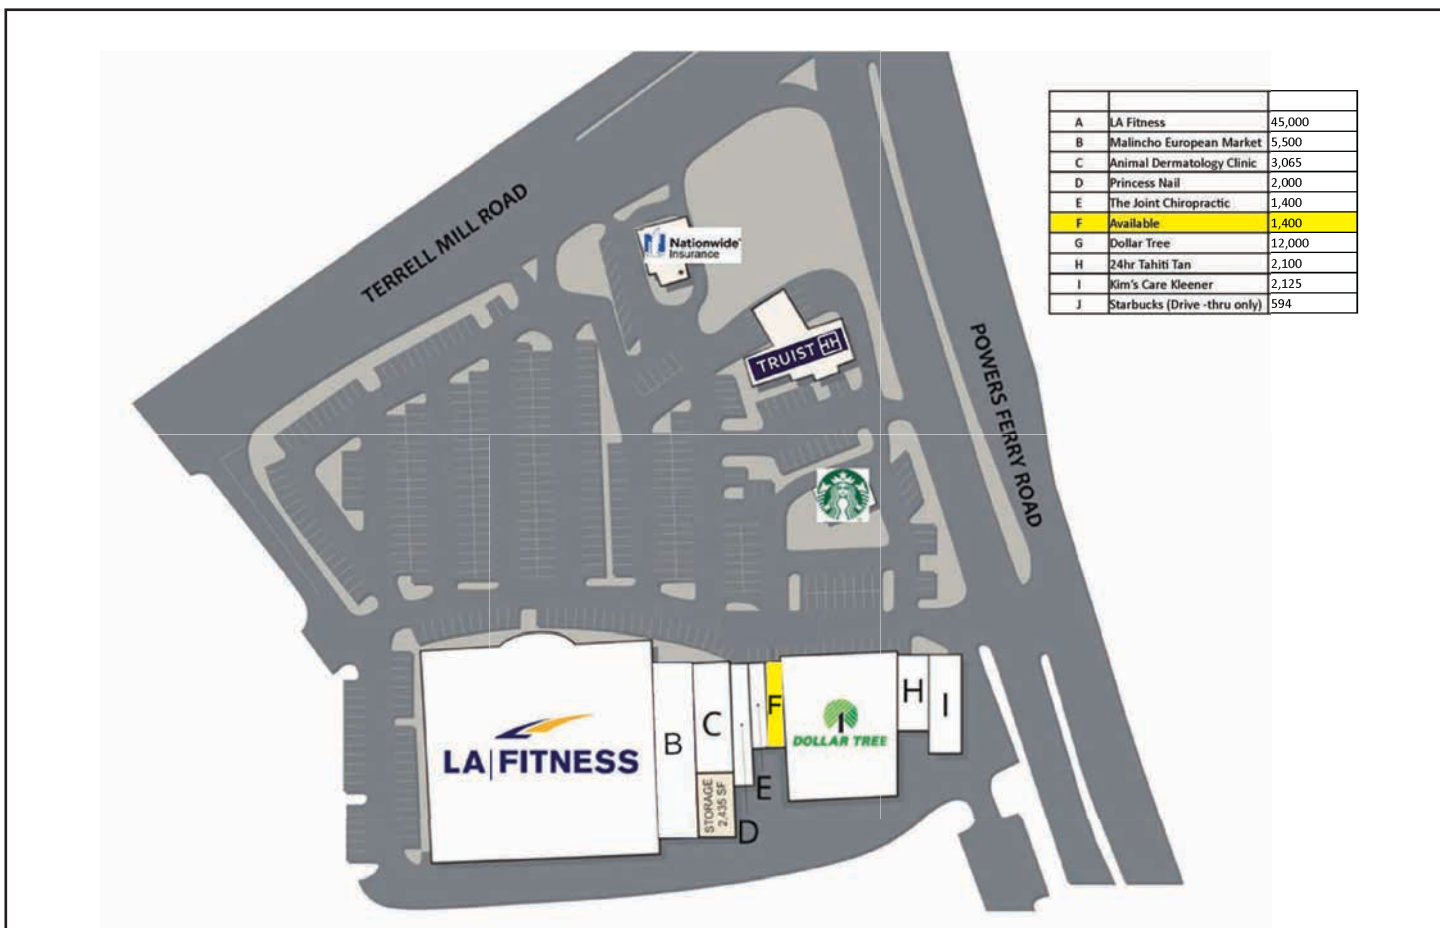 A LA Fitness 45,000
B Malincho European Market 5,500
C Animal Dermatology Clinic 3,065
D Princess Nail 2,000
E The Joint Chiropractic 1,400
F Available 1,400
G Dollar Tree 12,000
H 24hr Tahiti Tan 2,100
I Kim's Care Kleener 2,125
J Starbucks (Drive -thru only) 594
TERRELL MILL ROAD
Nationwide®
Insurance
TRUIST
POWERS FERRY ROAD
LA FITNESS
B
C
STORAGE
2,435 SF
D
E
F
I
DOLLAR TREE
H
I